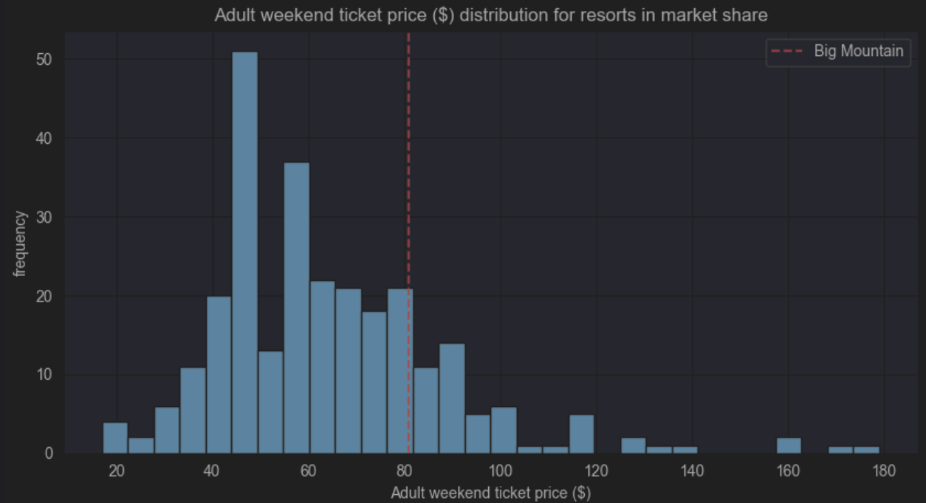 Adult weekend ticket price ($) distribution for resorts in market share
Big Mountain
50
40
30
20
10
0
frequency
20 40 60 80 100 120 140 160 180
Adult weekend ticket price ($)